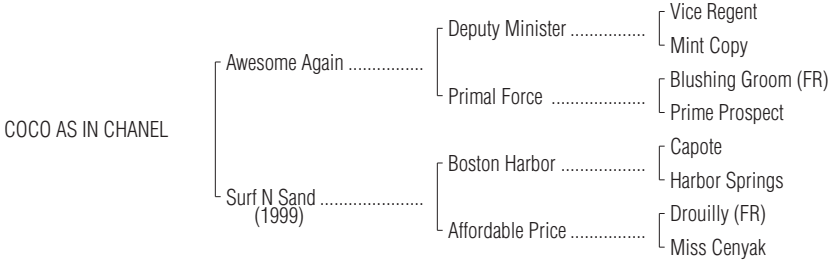 COCO AS IN CHANEL
Awesome Again ................
Surf N Sand ......................
(1999)
Deputy Minister ................
Primal Force ....................
Boston Harbor ..................
Affordable Price ................
Vice Regent
Mint Copy
Blushing Groom (FR)
Prime Prospect
Capote
Harbor Springs
Drouilly (FR)
Miss Cenyak